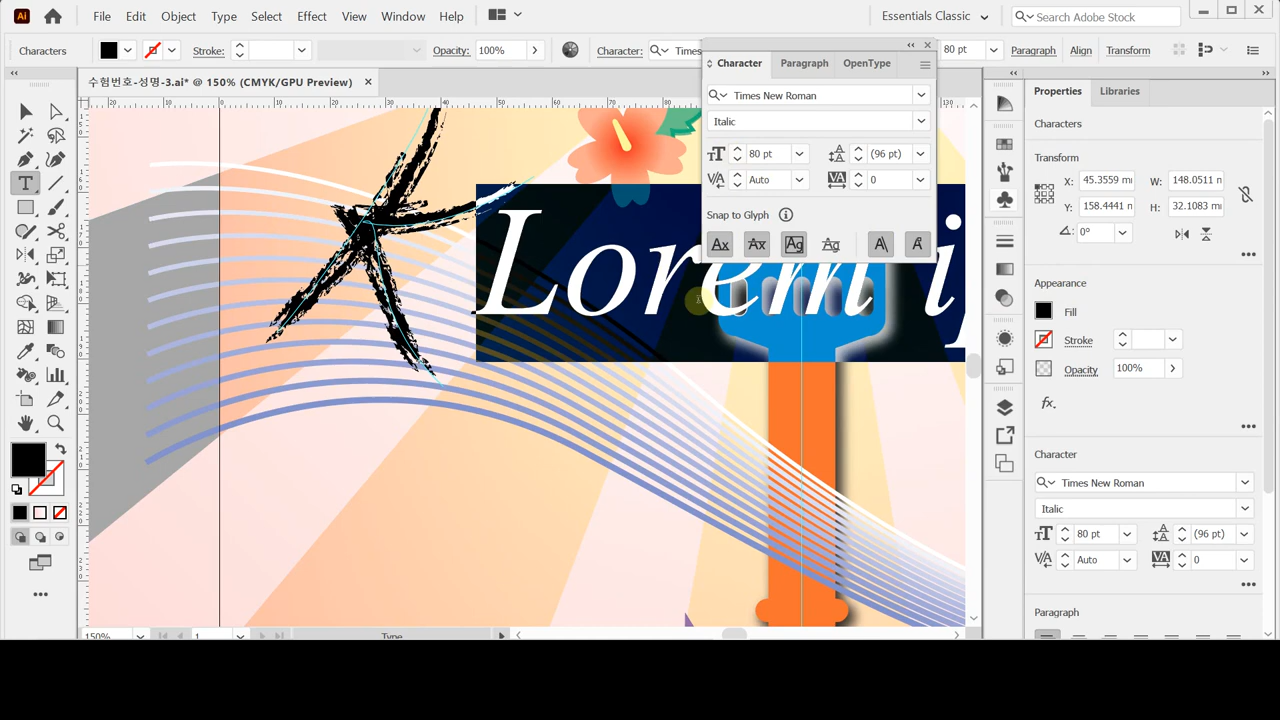 Ai File Edit Object Type Select Effect View Window Help Essentials Classic Search Adobe Stock
Characters Stroke: Opacity: 100% Character: Times 80 pt Paragraph Align Transform
수험번호-성명-3.ai* @ 150% (CMYK/GPU Preview)
Character Paragraph OpenType
Times New Roman
Italic
80 pt (96 pt)
Auto 0
Snap to Glyph
Lorem ip
Properties Libraries
Characters
Transform
X: 45.3559 m W: 148.0511 m
Y: 158.4441 m H: 32.1083 m
0°
Appearance
Fill
Stroke
Opacity 100%
fx.
Character
Times New Roman
Italic
80 pt (96 pt)
Auto 0
Paragraph
150% 1 Type